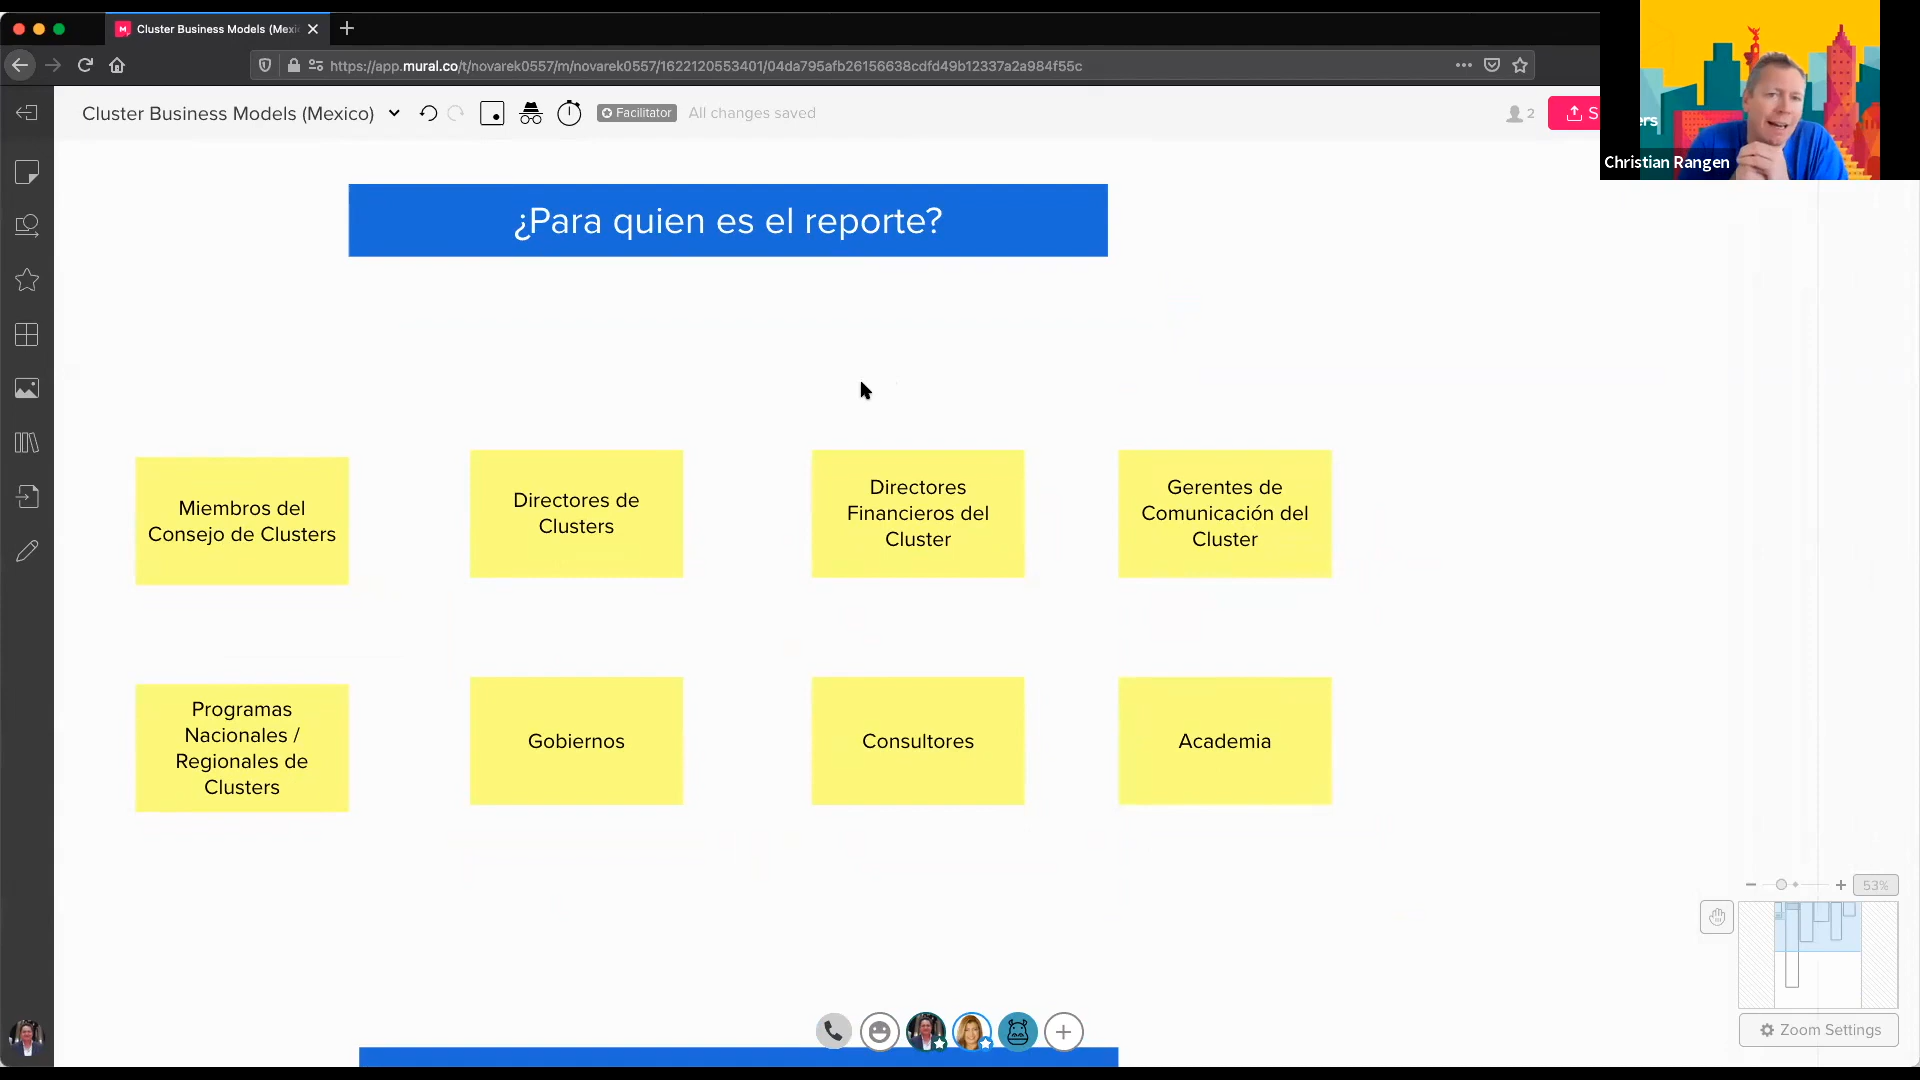 Cluster Business Models (Mexi
https://app.mural.co/t/novarek0557/m/novarek0557/1622120553401/04da795afb26156638cdfd49b12337a2a984f55c
Cluster Business Models (Mexico)
Facilitator
All changes saved
2
S
ers
Christian Rangen
¿Para quien es el reporte?
Miembros del
Consejo de Clusters
Directores de
Clusters
Directores
Financieros del
Cluster
Gerentes de
Comunicación del
Cluster
Programas
Nacionales /
Regionales de
Clusters
Gobiernos
Consultores
Academia
53%
Zoom Settings